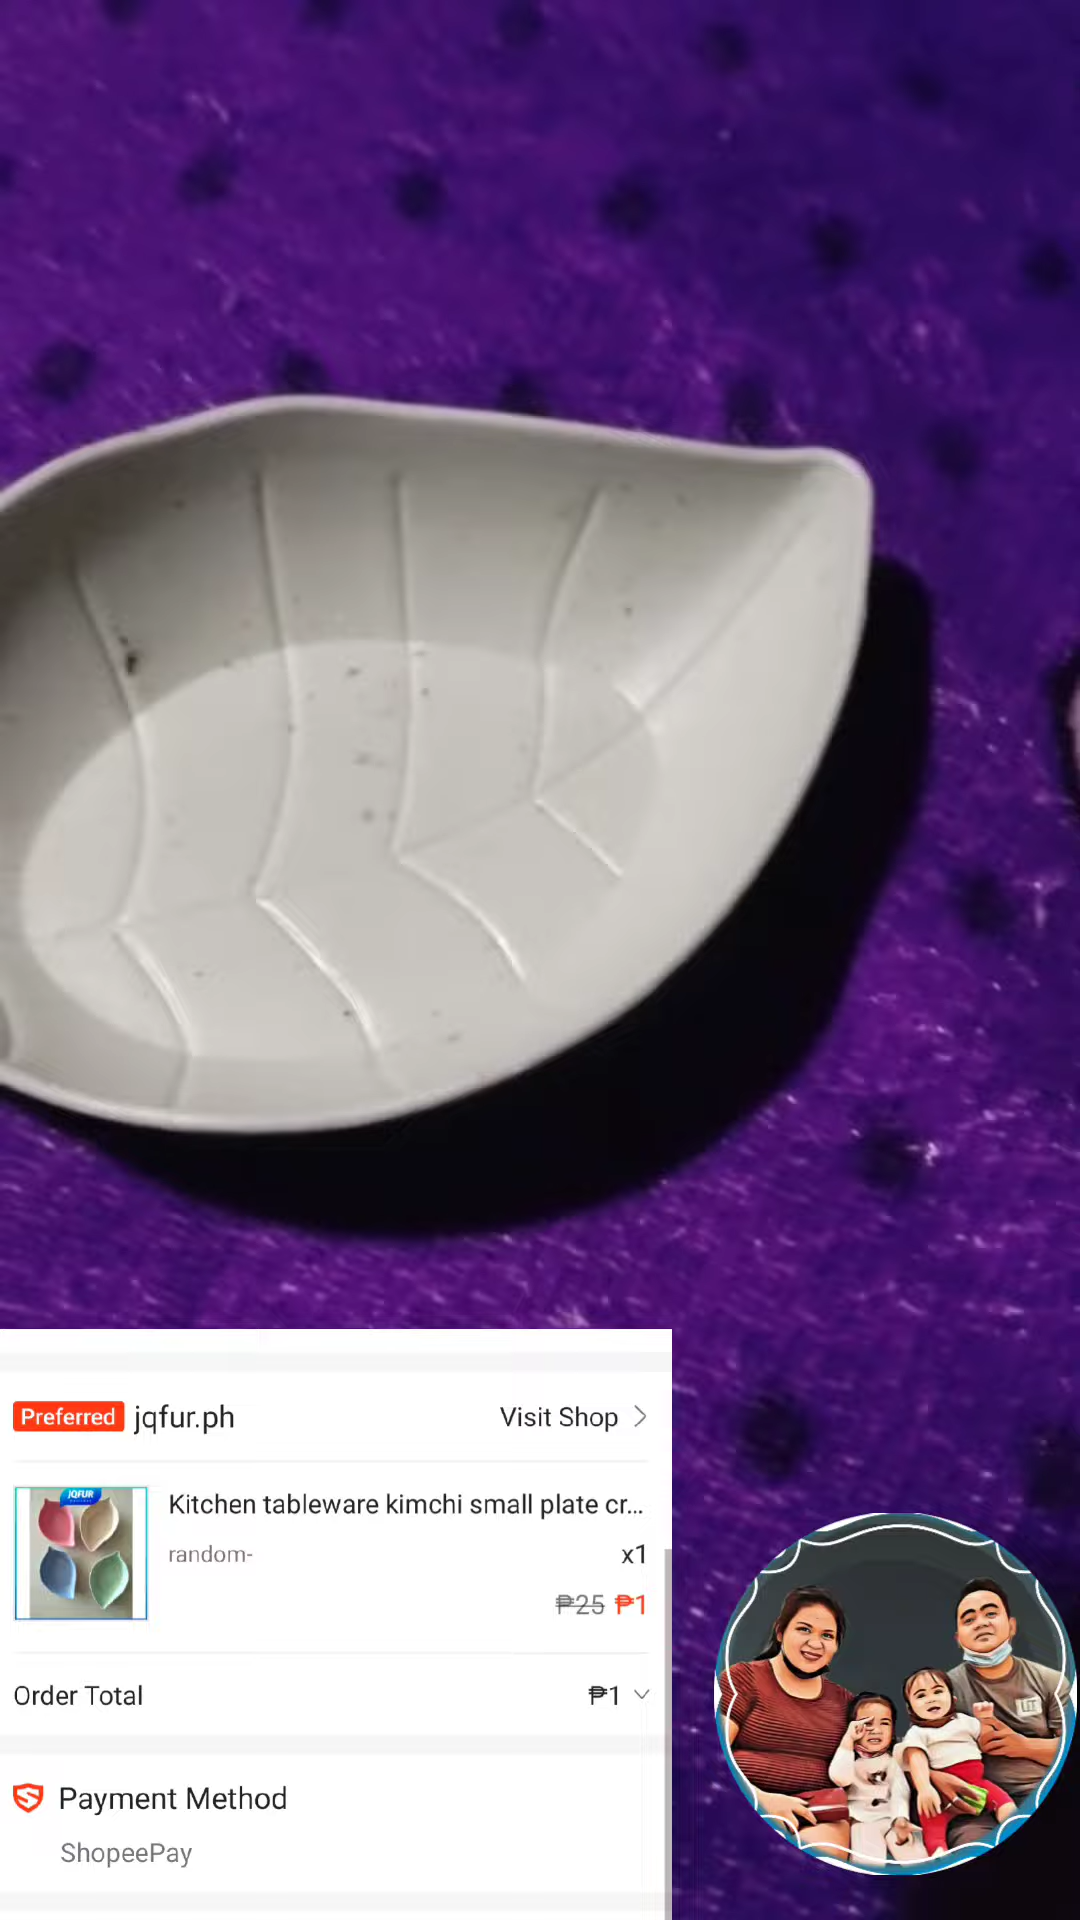 Preferred jqfur.ph
Visit Shop
JQFUR
Kitchen tableware kimchi small plate cr...
random-
x1
₱25 ₱1
Order Total
₱1
Payment Method
ShopeePay